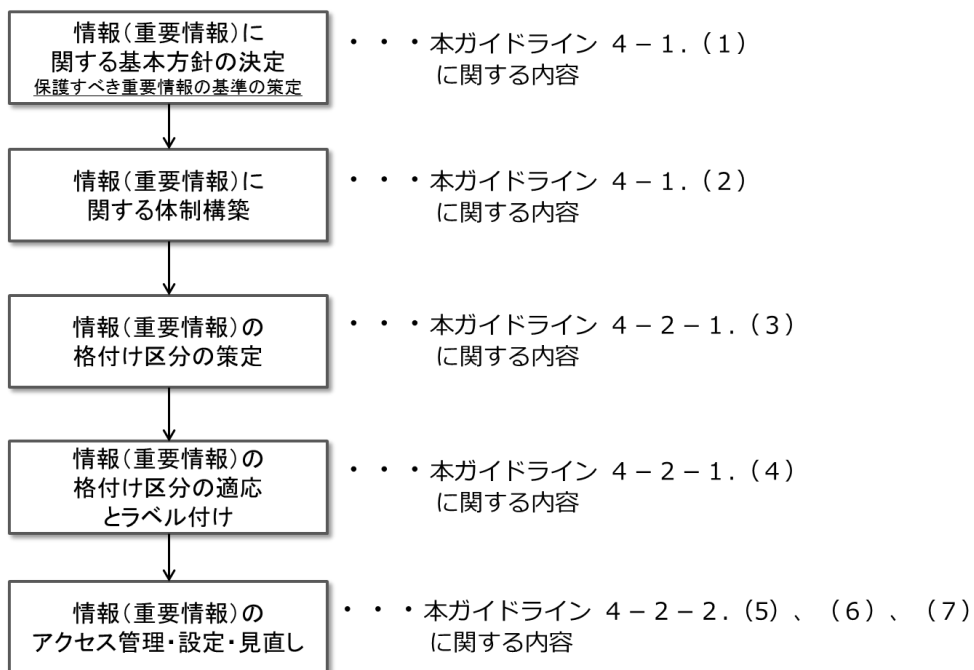 情報(重要情報)に
関する基本方針の決定
保護すべき重要情報の基準の策定
・・・本ガイドライン 4-1.(1)
に関する内容
情報(重要情報)に
関する体制構築
・・・本ガイドライン 4-1.(2)
に関する内容
情報(重要情報)の
格付け区分の策定
・・・本ガイドライン 4-2-1.(3)
に関する内容
情報(重要情報)の
格付け区分の適応
とラベル付け
・・・本ガイドライン 4-2-1.(4)
に関する内容
情報(重要情報)の
アクセス管理・設定・見直し
・・・本ガイドライン 4-2-2.(5)、(6)、(7)
に関する内容